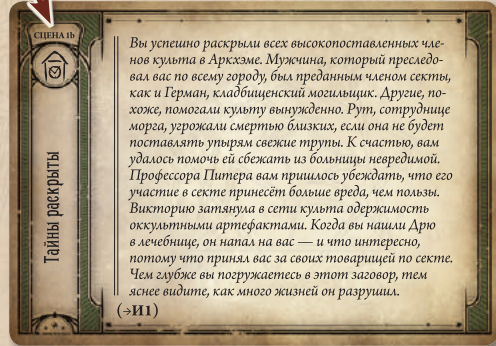 СЦЕНА 1b
Тайны раскрыты
Вы успешно раскрыли всех высокопоставленных чле-
нов культа в Аркхэме. Мужчина, который преследо-
вал вас по всему городу, был преданным членом секты,
как и Герман, кладбищенский могильщик. Другие, по-
хоже, помогали культу вынужденно. Рут, сотруднице
морга, угрожали смертью близких, если она не будет
поставлять упырям свежие трупы. К счастью, вам
удалось помочь ей сбежать из больницы невредимой.
Профессора Питера вам пришлось убеждать, что его
участие в секте принесёт больше вреда, чем пользы.
Викторию затянула в сети культа одержимость
оккультными артефактами. Когда вы нашли Дрю
в лечебнице, он напал на вас — и что интересно,
потому что принял вас за своих товарищей по секте.
Чем глубже вы погружаетесь в этот заговор, тем
яснее видите, как много жизней он разрушил.
(→И1)